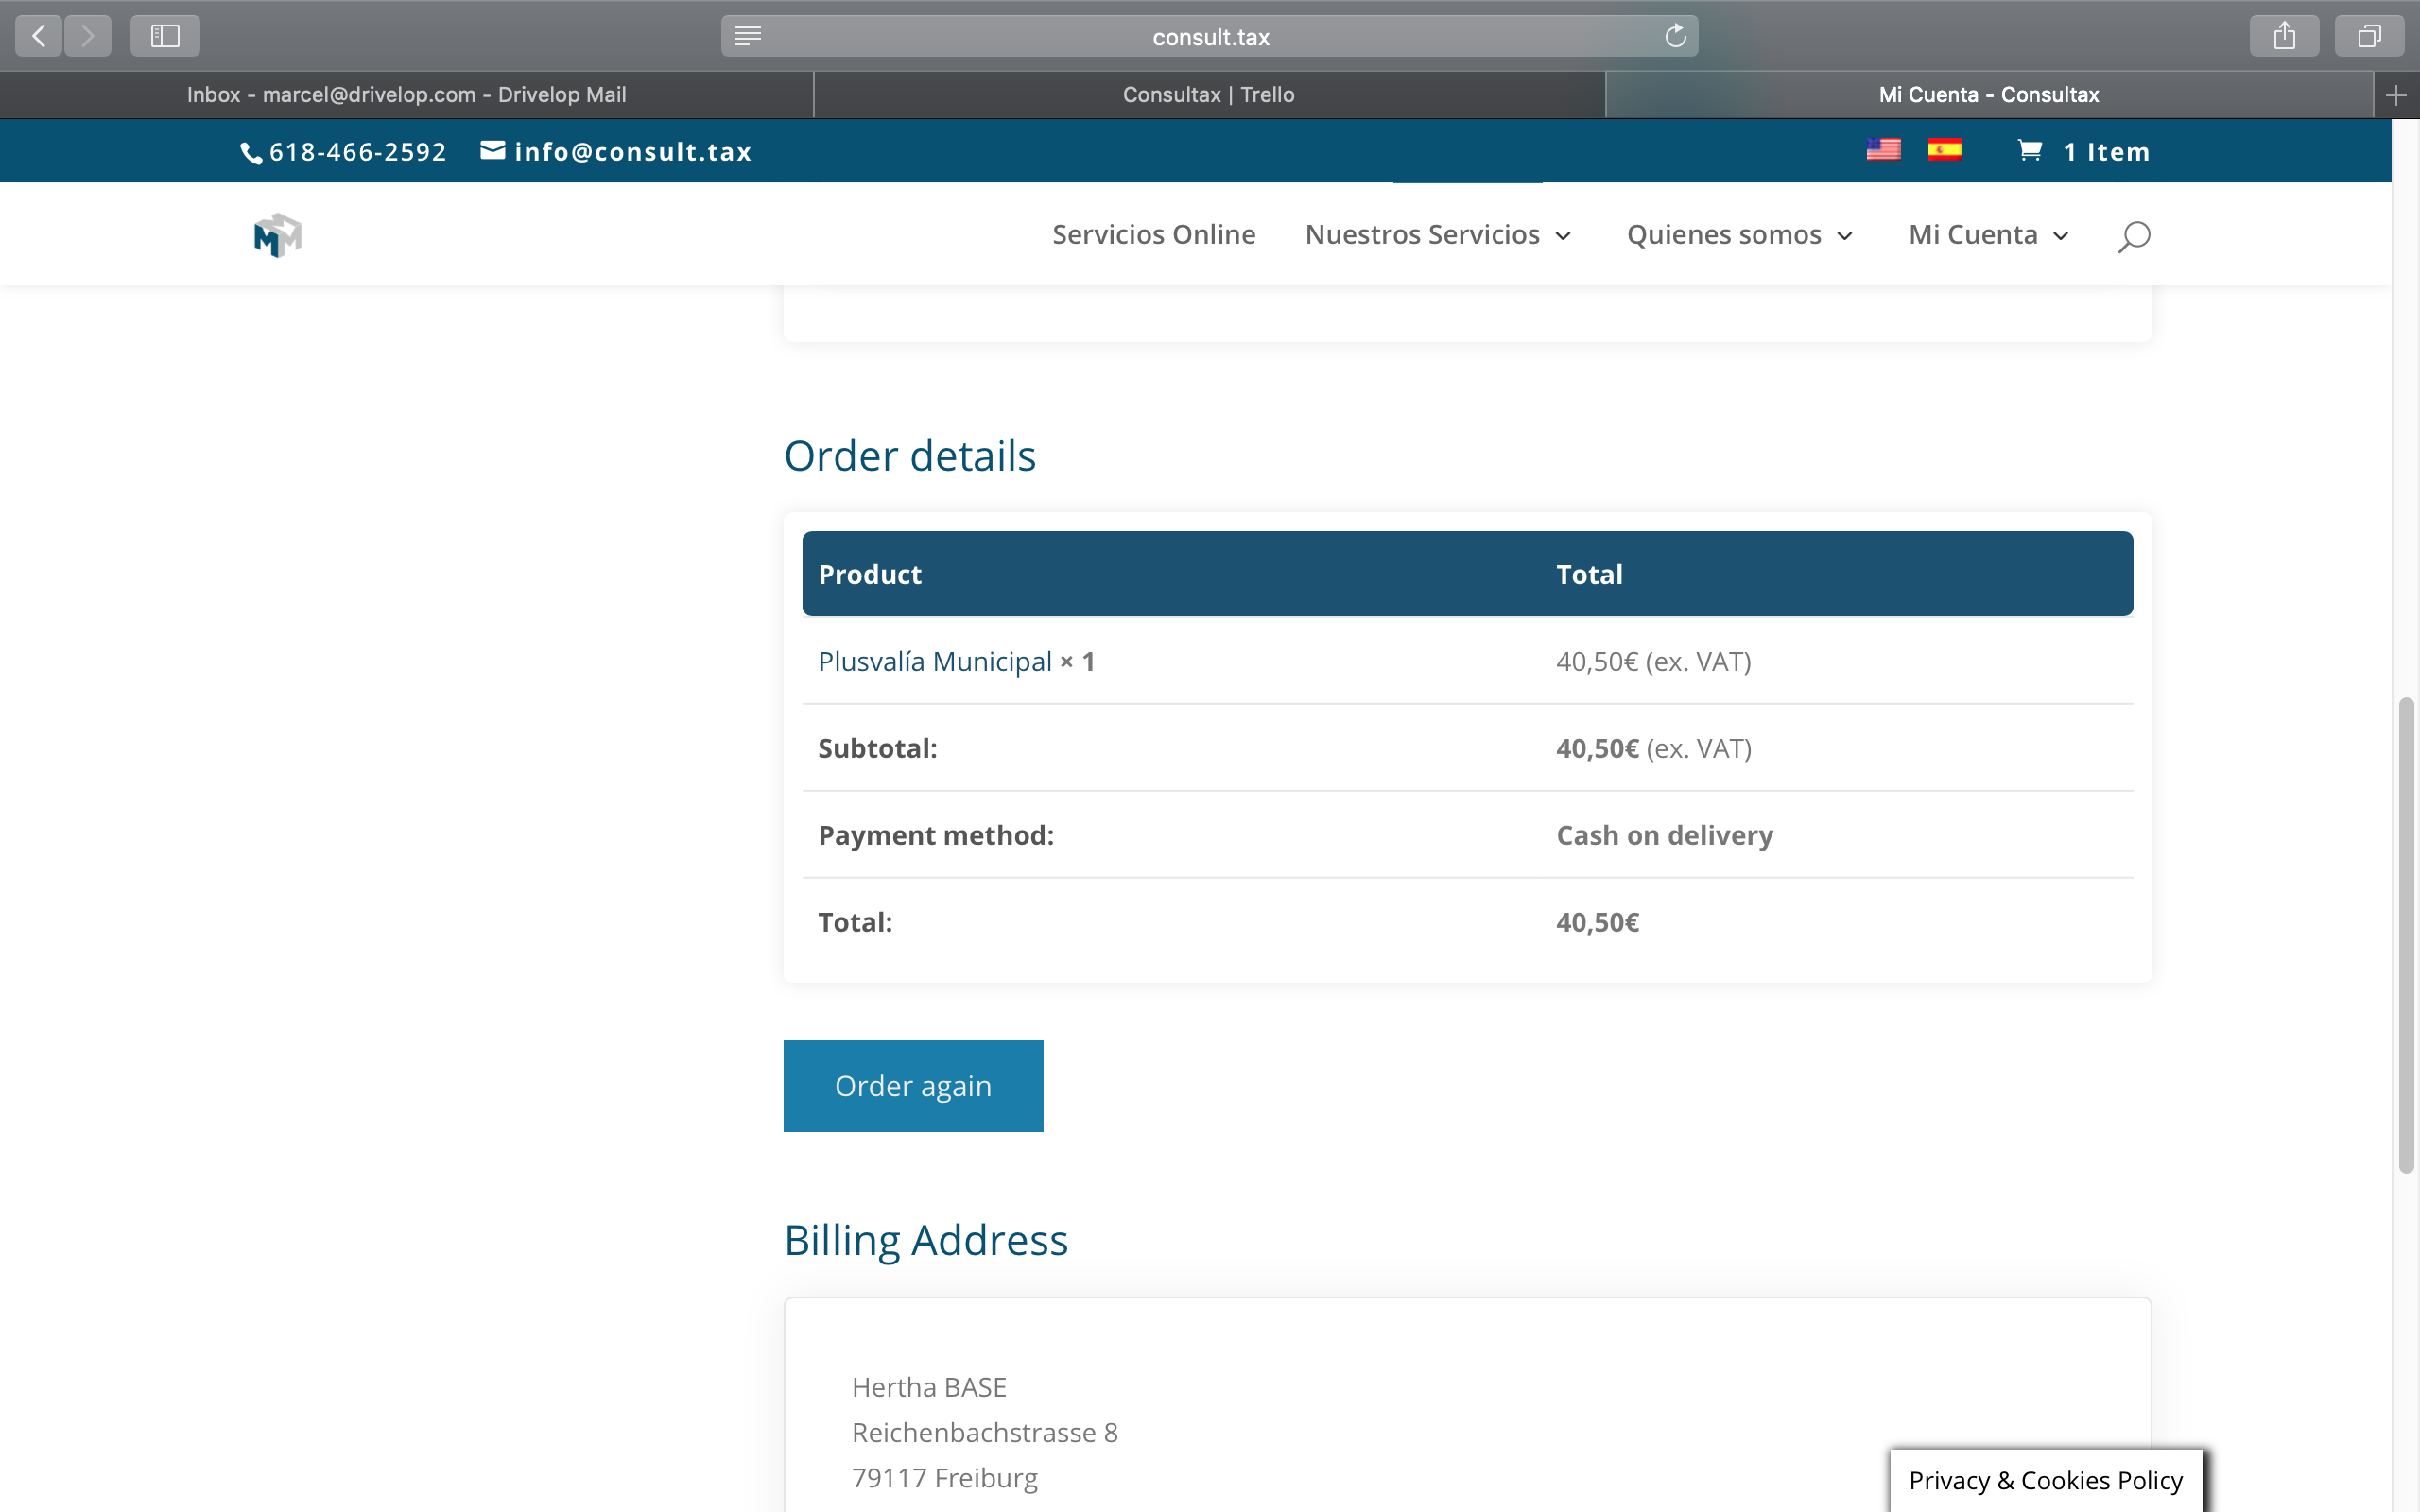 consult.tax
Inbox - marcel@drivelop.com - Drivelop Mail
Consultax | Trello
Mi Cuenta - Consultax
618-466-2592
info@consult.tax
1 Item
Servicios Online
Nuestros Servicios
Quienes somos
Mi Cuenta
Order details
Product Total
Plusvalía Municipal × 1 40,50€ (ex. VAT)
Subtotal: 40,50€ (ex. VAT)
Payment method: Cash on delivery
Total: 40,50€
Order again
Billing Address
Hertha BASE
Reichenbachstrasse 8
79117 Freiburg
Privacy & Cookies Policy